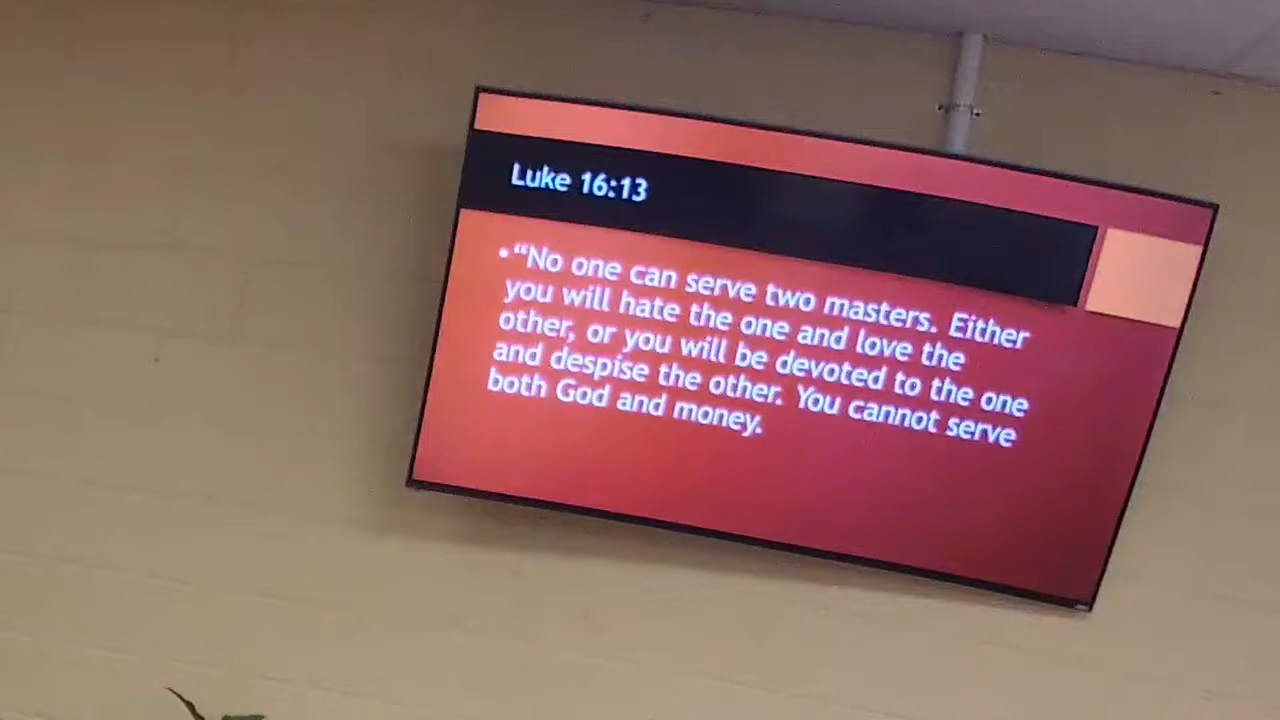 Luke 16:13
• “No one can serve two masters. Either
you will hate the one and love the
other, or you will be devoted to the one
and despise the other. You cannot serve
both God and money.